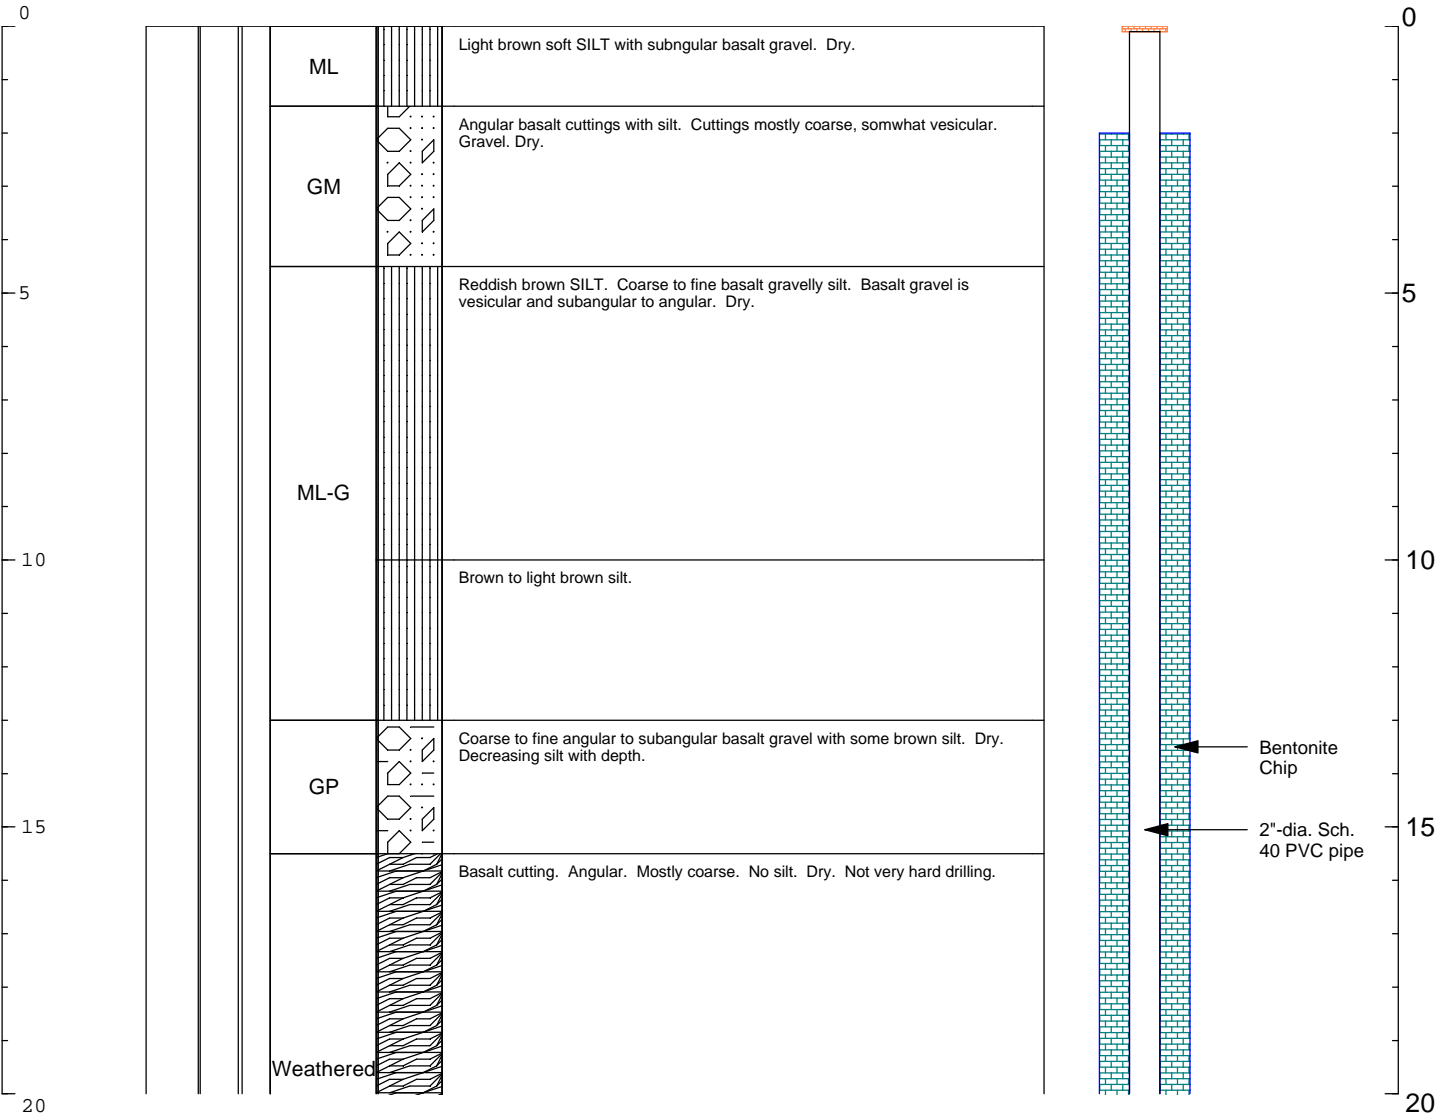 0
0
ML
Light brown soft SILT with subngular basalt gravel.  Dry.
GM
Angular basalt cuttings with silt.  Cuttings mostly coarse, somwhat vesicular.
Gravel. Dry.
5
5
ML-G
Reddish brown SILT.  Coarse to fine basalt gravelly silt.  Basalt gravel is
vesicular and subangular to angular.  Dry.
10
10
Brown to light brown silt.
GP
Coarse to fine angular to subangular basalt gravel with some brown silt.  Dry.
Decreasing silt with depth.
Bentonite
Chip
15
15
2"-dia. Sch.
40 PVC pipe
Basalt cutting.  Angular.  Mostly coarse.  No silt.  Dry.  Not very hard drilling.
Weathered
20
20